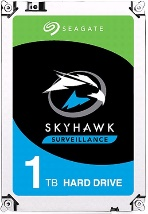 SEAGATE
SKYHAWK
SURVEILLANCE
1 TB HARD DRIVE